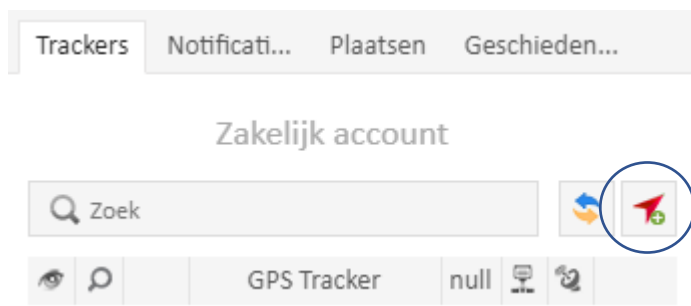 Trackers Notificati... Plaatsen Geschieden...
Zakelijk account
Zoek
GPS Tracker null